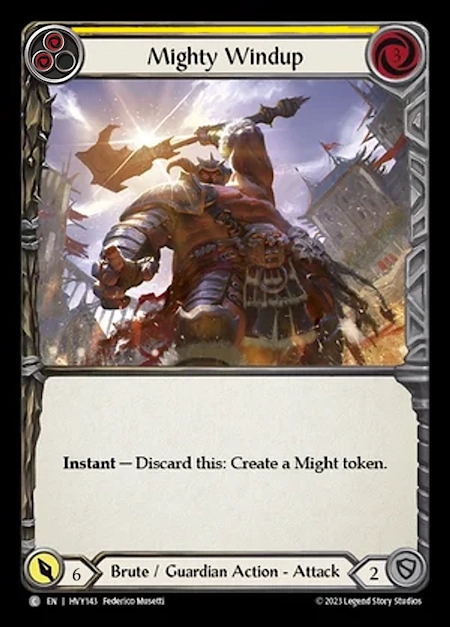 Mighty Windup
3
Instant — Discard this: Create a Might token.
6 Brute / Guardian Action - Attack 2
C EN | HVY143 Federico Musetti © 2023 Legend Story Studios